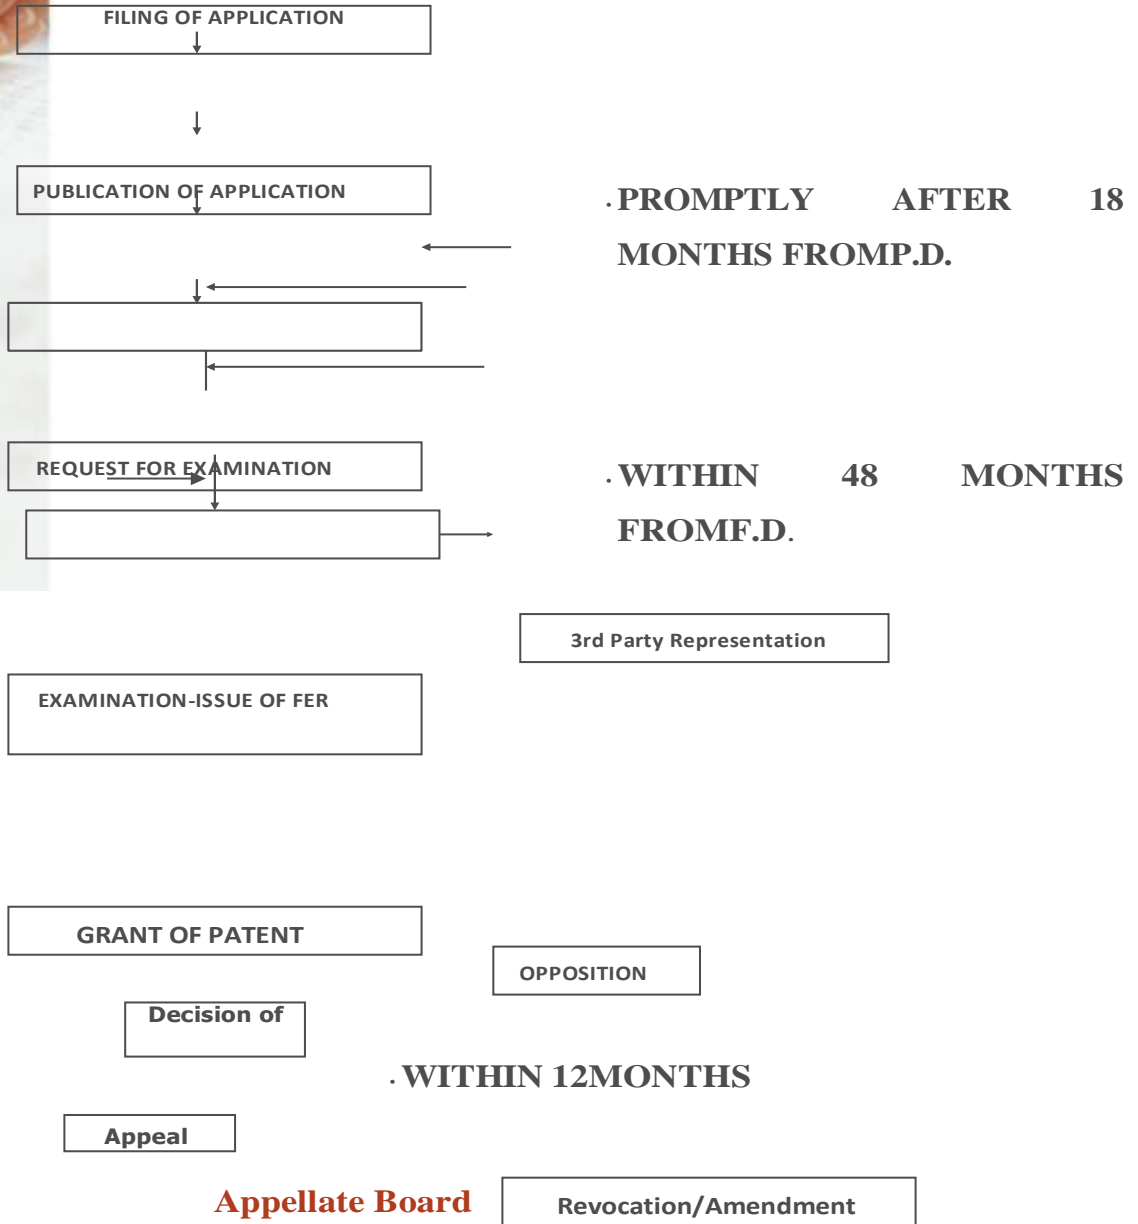 FILING OF APPLICATION
PUBLICATION OF APPLICATION
. PROMPTLY AFTER 18
MONTHS FROMP.D.
REQUEST FOR EXAMINATION
. WITHIN 48 MONTHS
FROMF.D.
3rd Party Representation
EXAMINATION-ISSUE OF FER
GRANT OF PATENT
OPPOSITION
Decision of
. WITHIN 12MONTHS
Appeal
Appellate Board
Revocation/Amendment